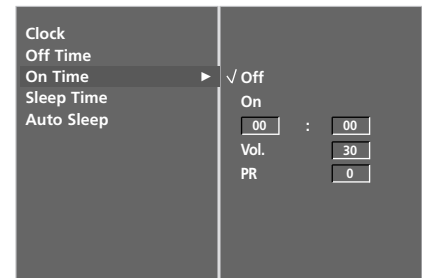 Clock
Off Time
On Time ►
Sleep Time
Auto Sleep
√ Off
On
00 : 00
Vol. 30
PR 0